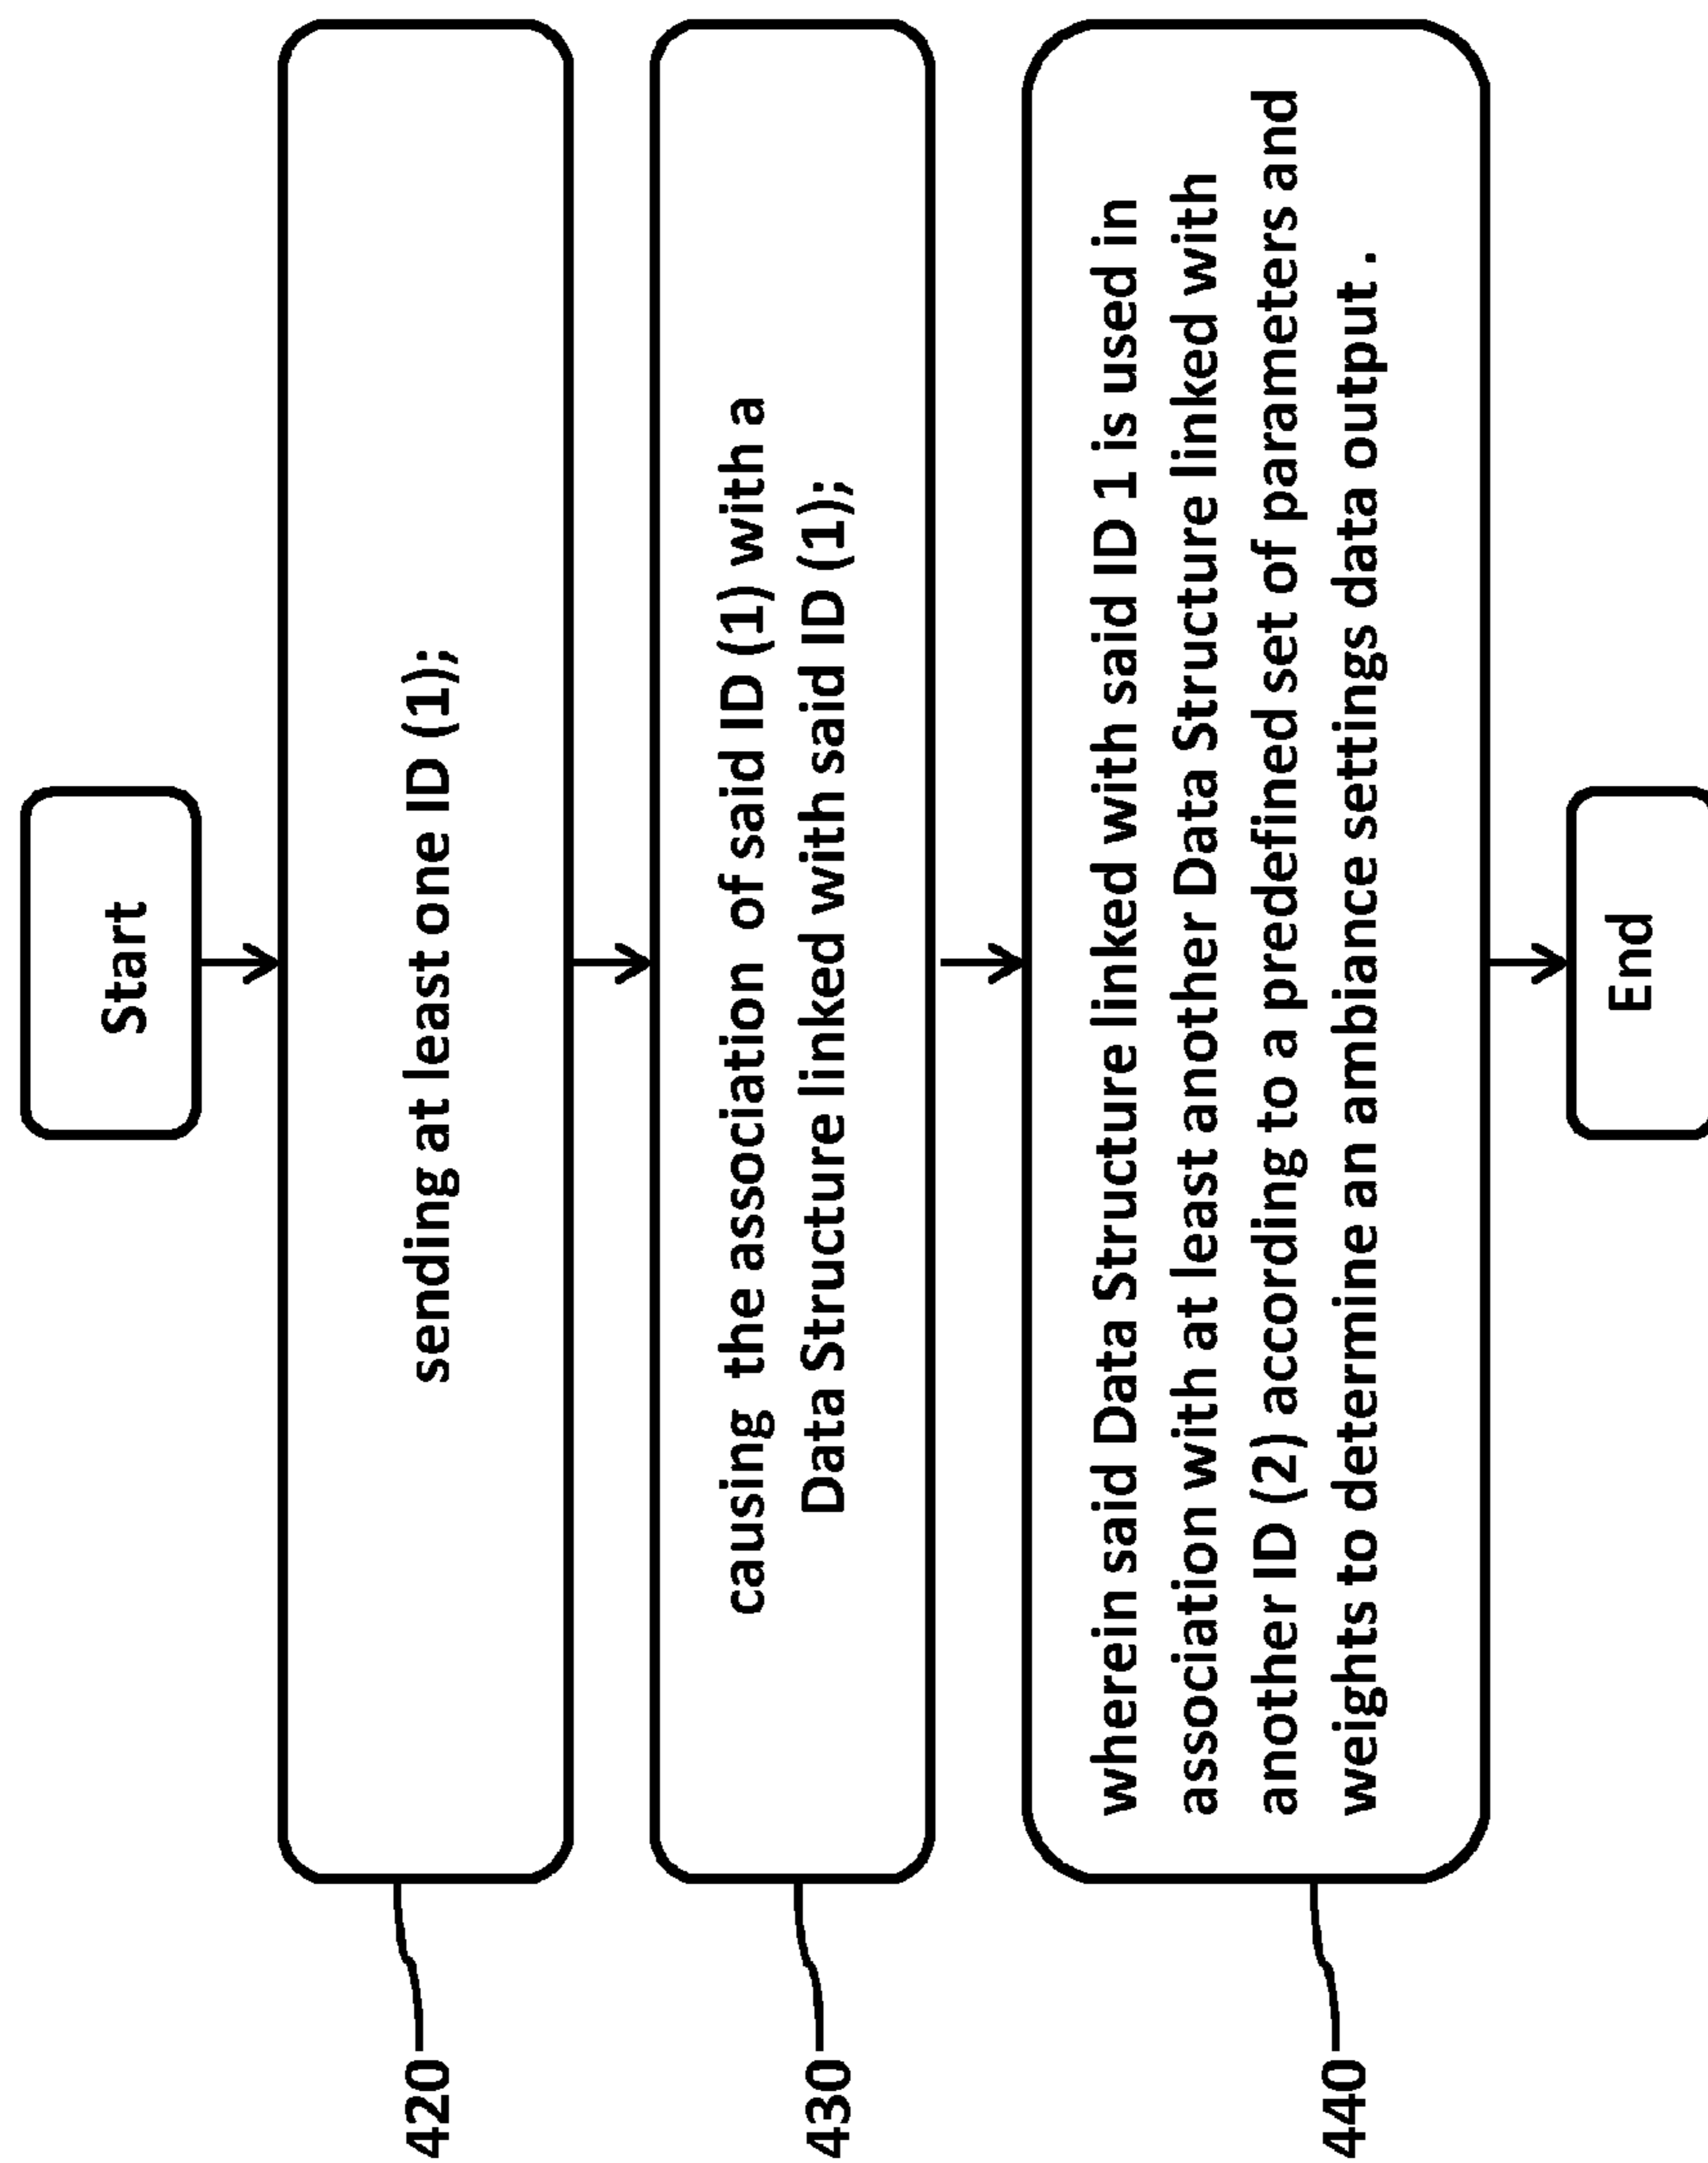 Start
420
sending at least one ID (1);
430
causing the association of said ID (1) with a
Data Structure linked with said ID (1);
440
wherein said Data Structure linked with said ID 1 is used in
association with at least another Data Structure linked with
another ID (2) according to a predefined set of parameters and
weights to determine an ambiance settings data output .
End